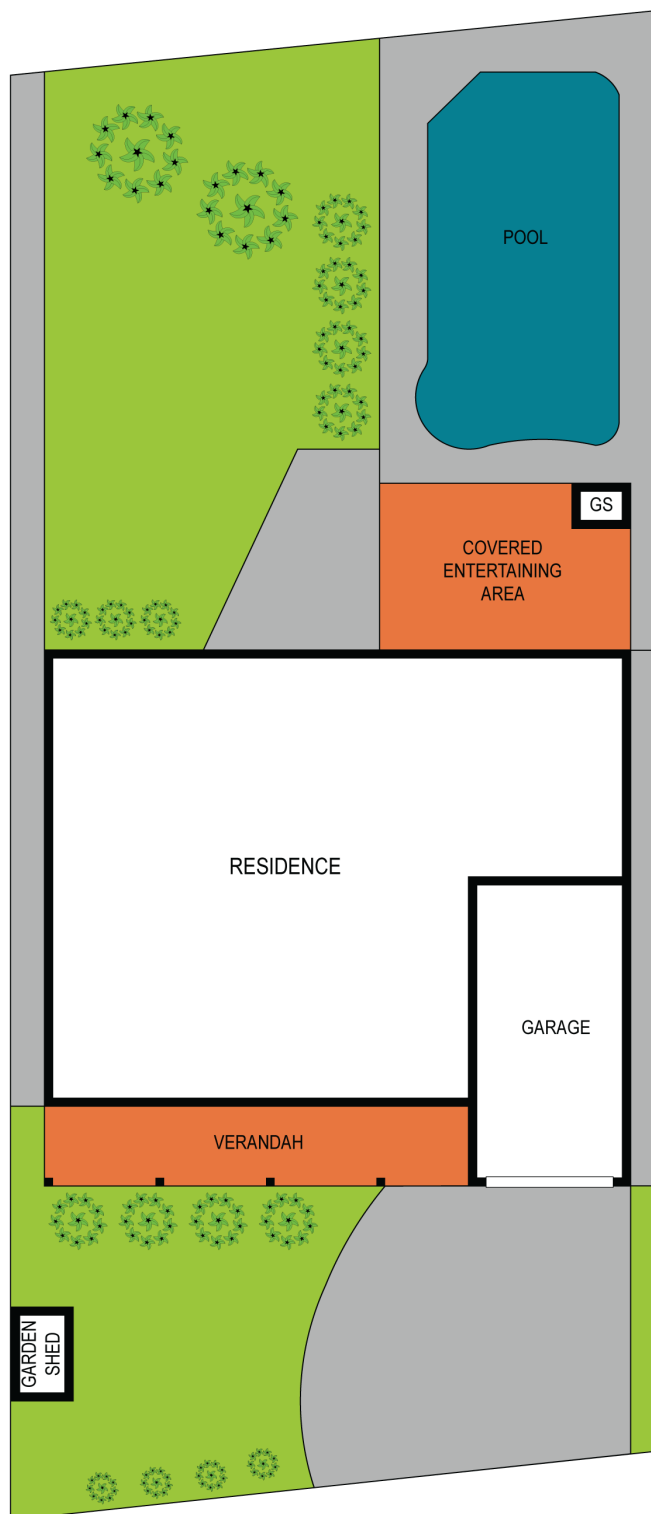 POOL
GS
COVERED
ENTERTAINING
AREA
RESIDENCE
GARAGE
VERANDAH
GARDEN
SHED